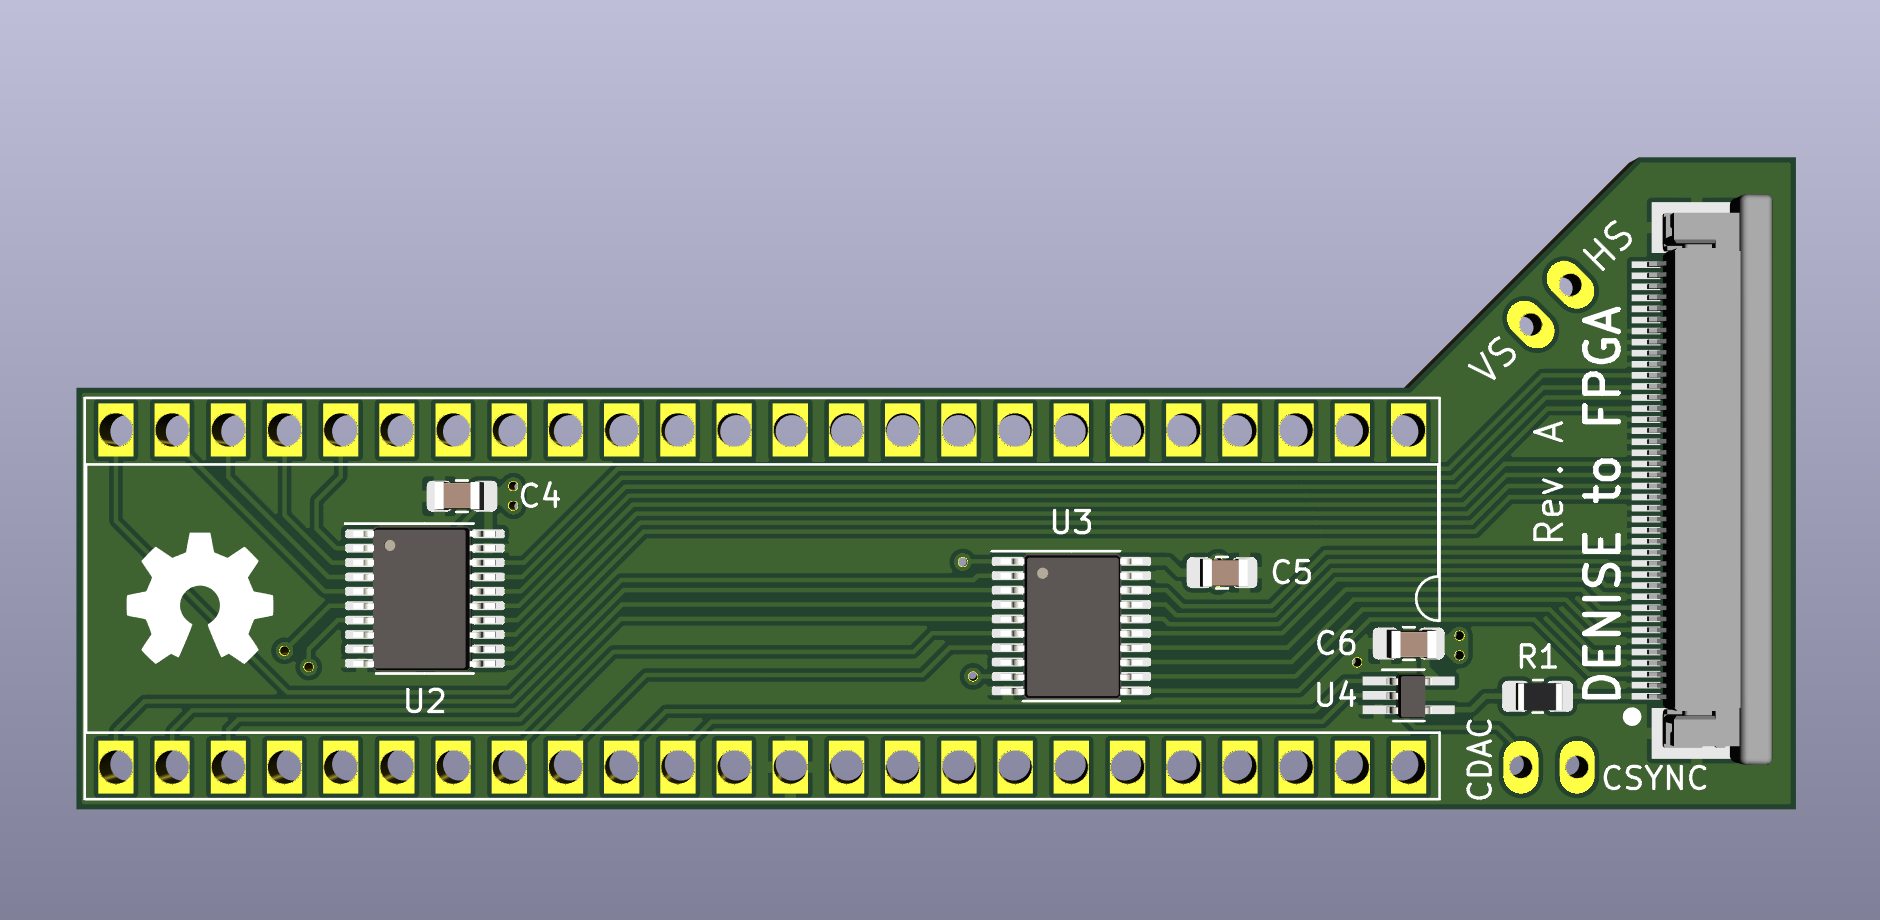 HS
VS
DENISE to FPGA
Rev. A
C4
U3
C5
C6
R1
U2
U4
CDAC
CSYNC